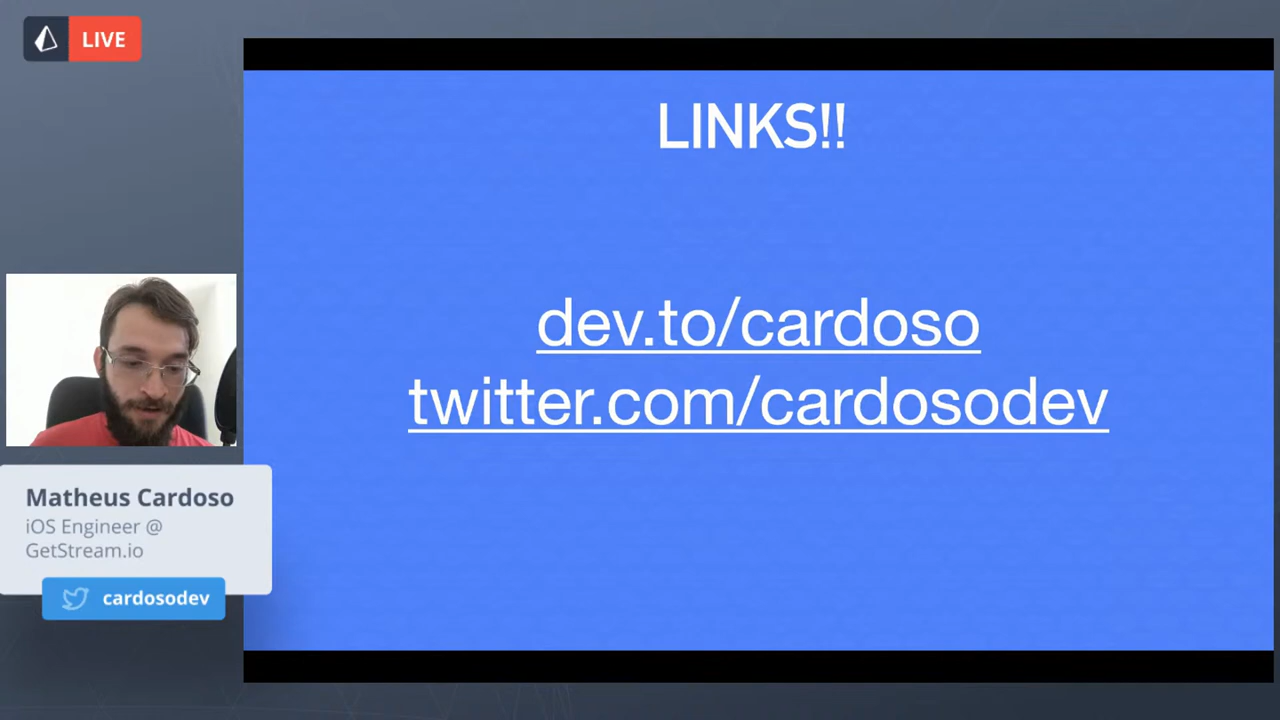 LIVE
LINKS!!
dev.to/cardoso
twitter.com/cardosodev
Matheus Cardoso
iOS Engineer @
GetStream.io
cardosodev